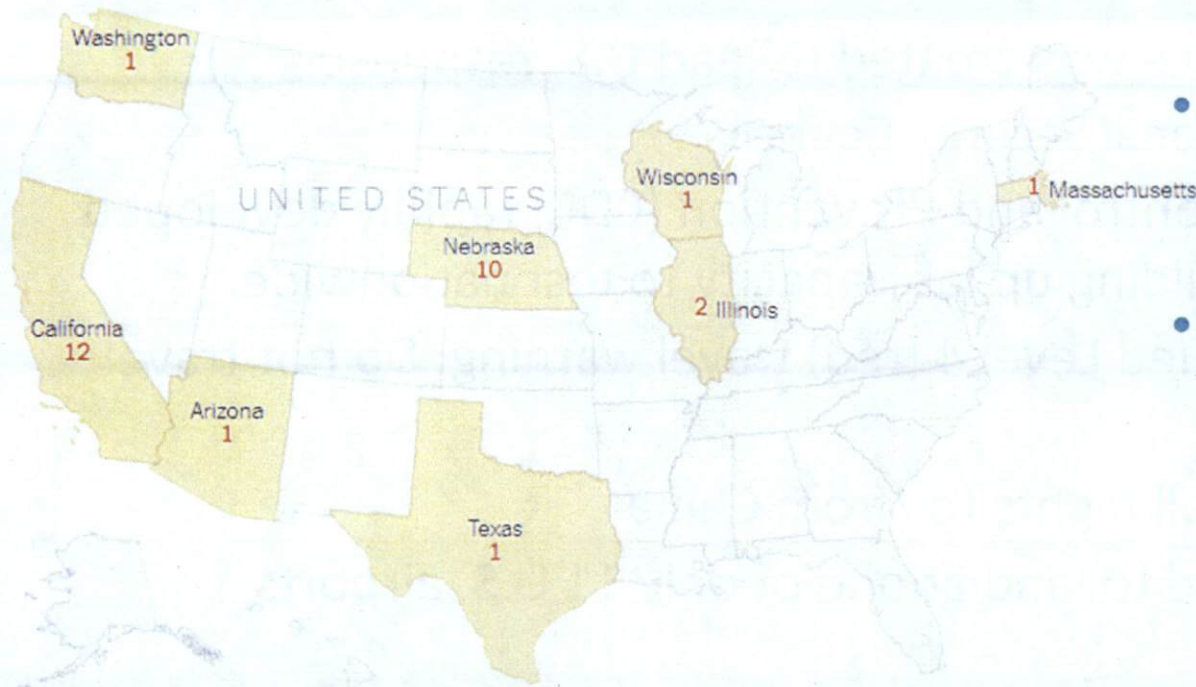 Washington
1
UNITED STATES
Wisconsin
1
1 Massachusetts
Nebraska
10
2 Illinois
California
12
Arizona
1
Texas
1